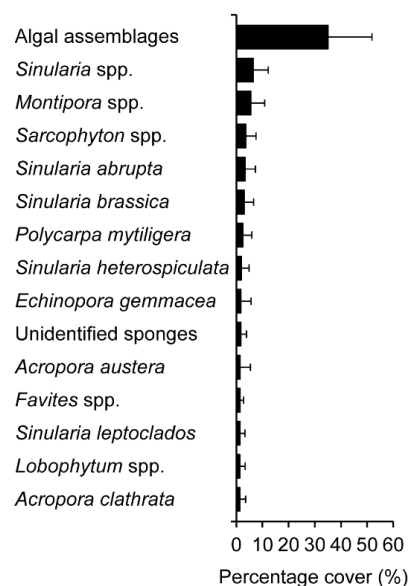 Algal assemblages
Sinularia spp.
Montipora spp.
Sarcophyton spp.
Sinularia abrupta
Sinularia brassica
Polycarpa mytiligera
Sinularia heterospiculata
Echinopora gemmacea
Unidentified sponges
Acropora austera
Favites spp.
Sinularia leptoclados
Lobophytum spp.
Acropora clathrata
0 10 20 30 40 50 60
Percentage cover (%)